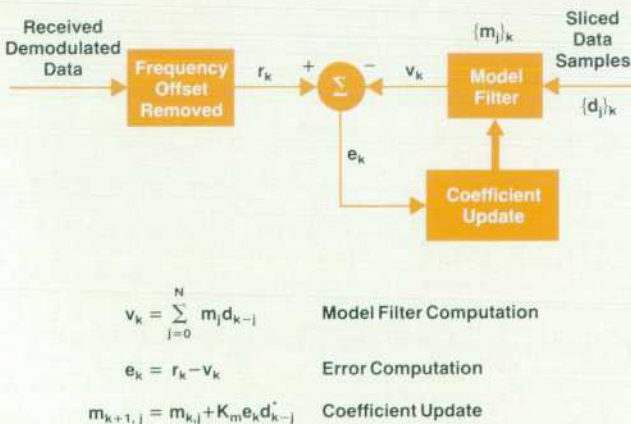 Received
Demodulated
Data
Frequency
Offset
Removed
r_k
+
Σ
−
v_k
{m_j}_k
Model
Filter
Sliced
Data
Samples
{d_j}_k
e_k
Coefficient
Update
v_k = Σ_{j=0}^{N} m_j d_{k−j} Model Filter Computation
e_k = r_k − v_k Error Computation
m_{k+1, j} = m_{k,j} + K_m e_k d^*_{k−j} Coefficient Update